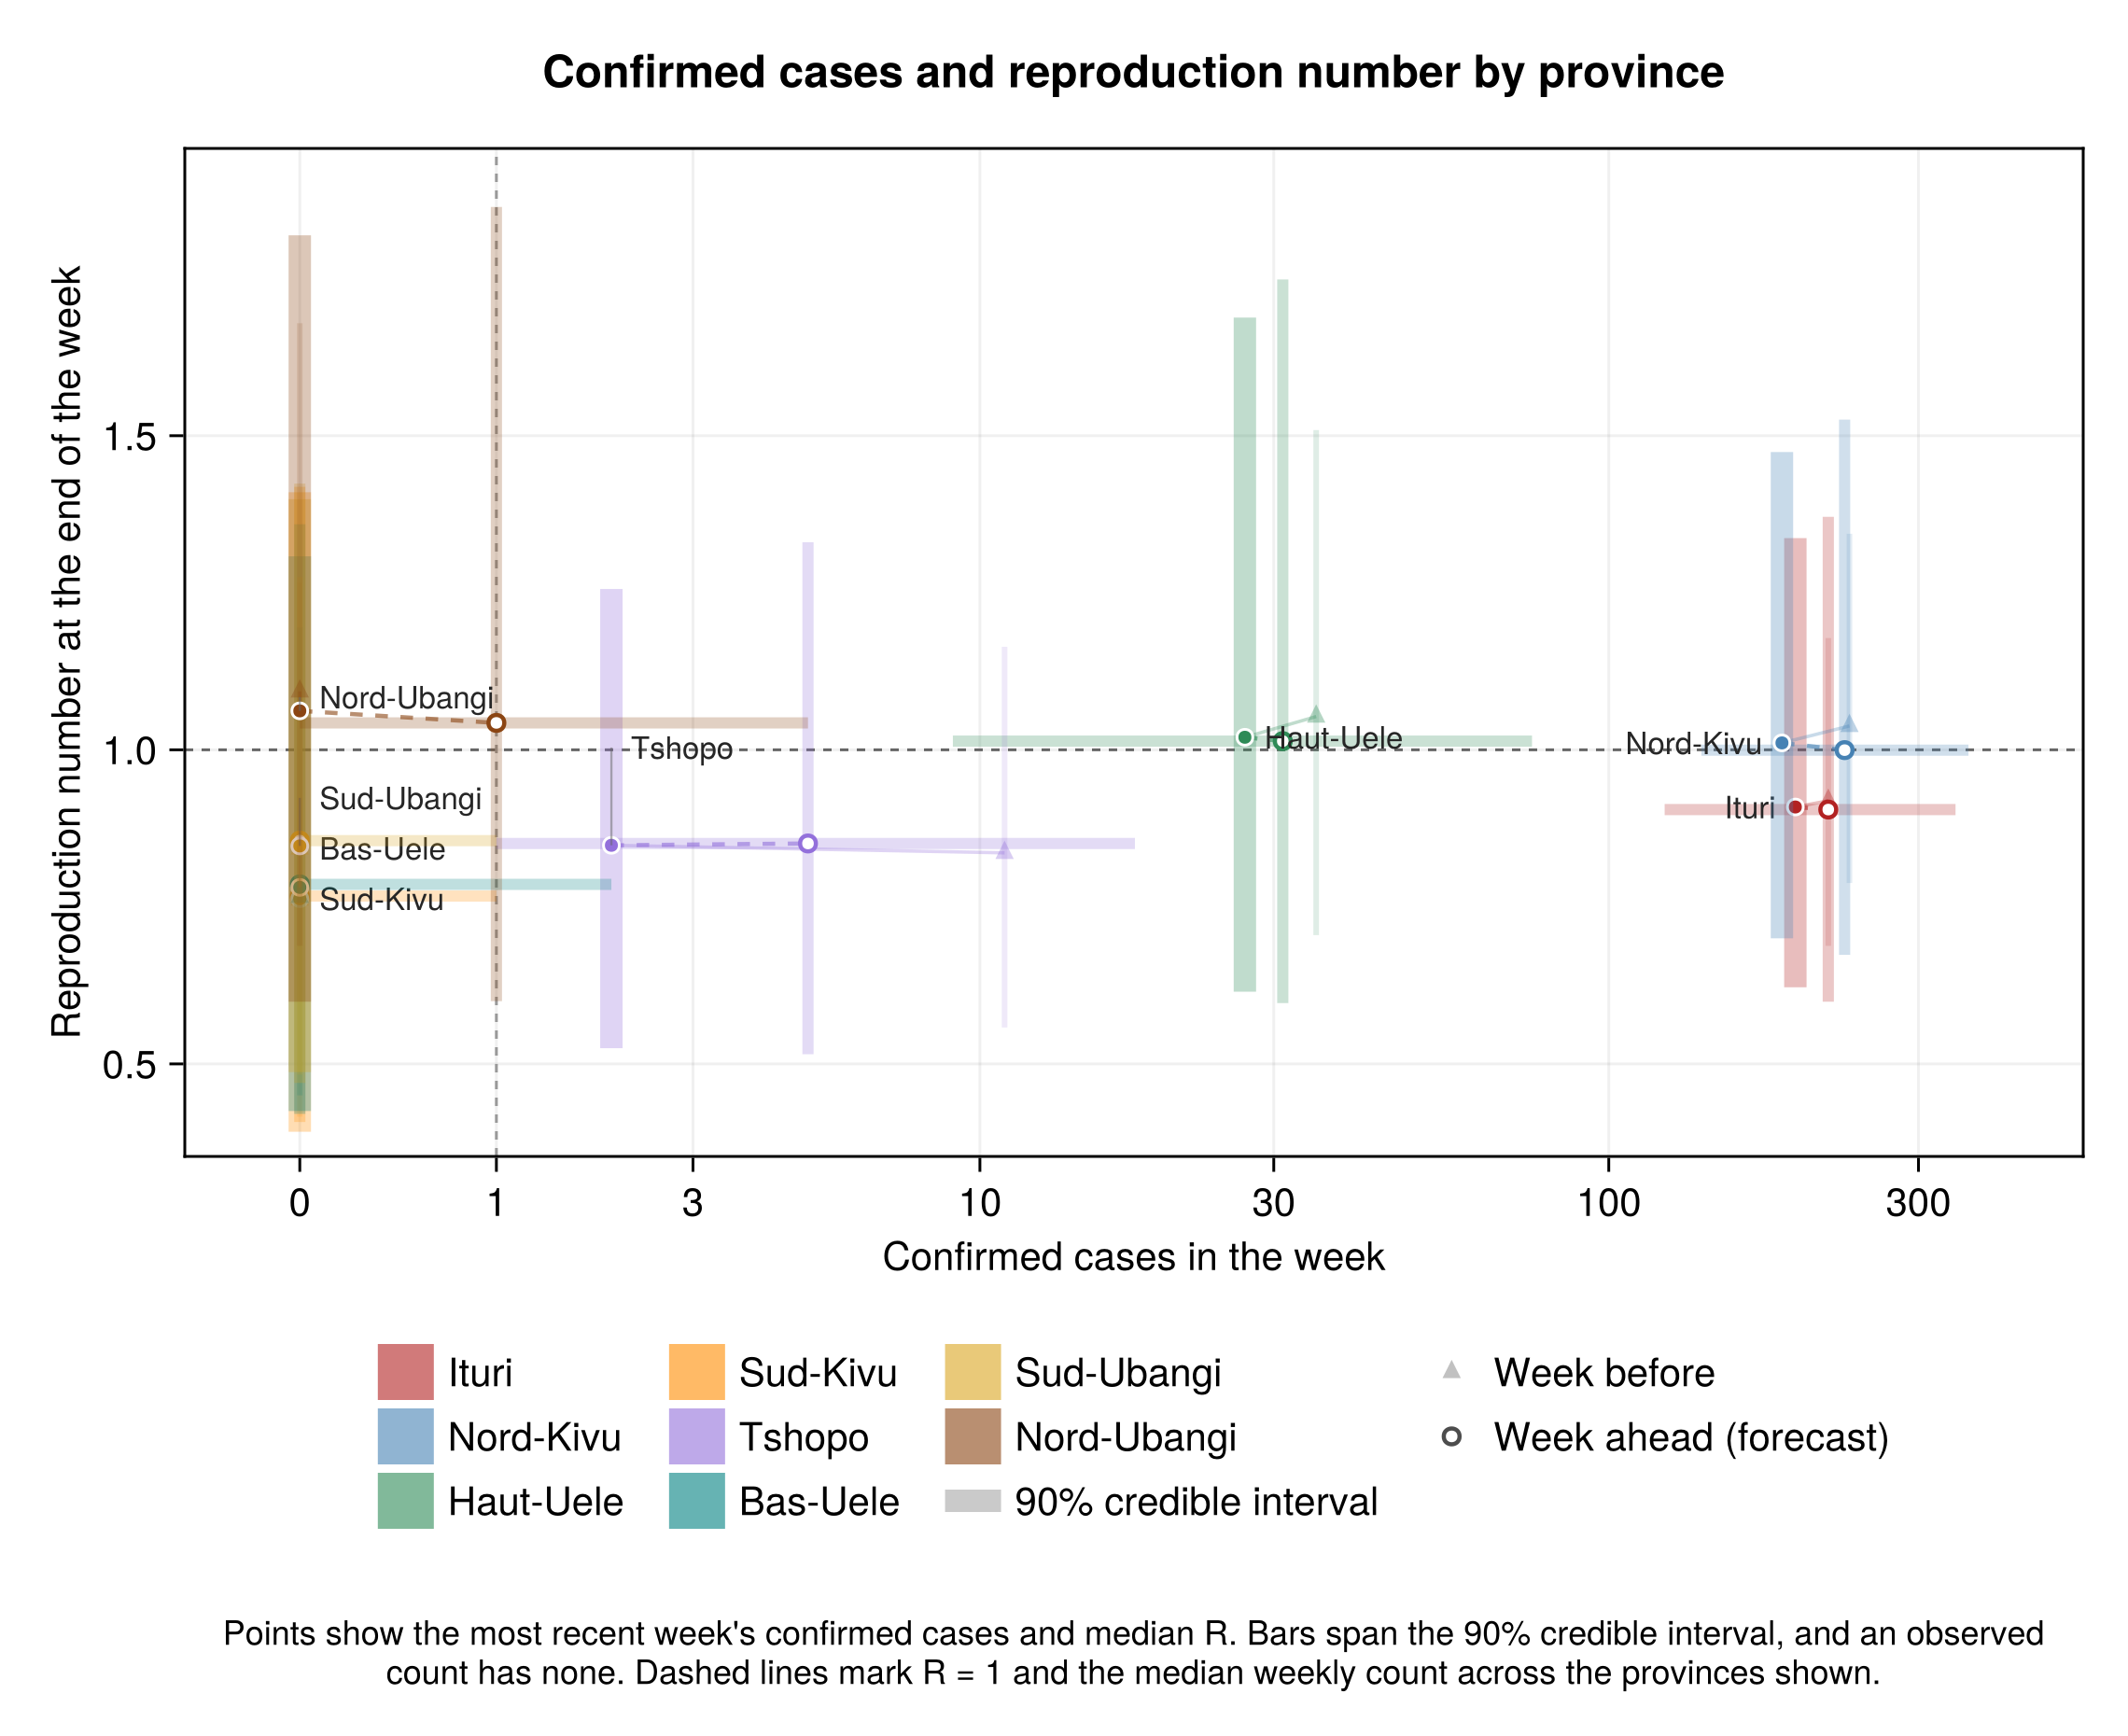 Confirmed cases and reproduction number by province
Reproduction number at the end of the week
1.5
1.0
0.5
Nord-Ubangi
Tshopo
Sud-Ubangi
Bas-Uele
Sud-Kivu
Haut-Uele
Nord-Kivu
Ituri
0 1 3 10 30 100 300
Confirmed cases in the week
Ituri Sud-Kivu Sud-Ubangi Week before
Nord-Kivu Tshopo Nord-Ubangi Week ahead (forecast)
Haut-Uele Bas-Uele 90% credible interval
Points show the most recent week's confirmed cases and median R. Bars span the 90% credible interval, and an observed
count has none. Dashed lines mark R = 1 and the median weekly count across the provinces shown.